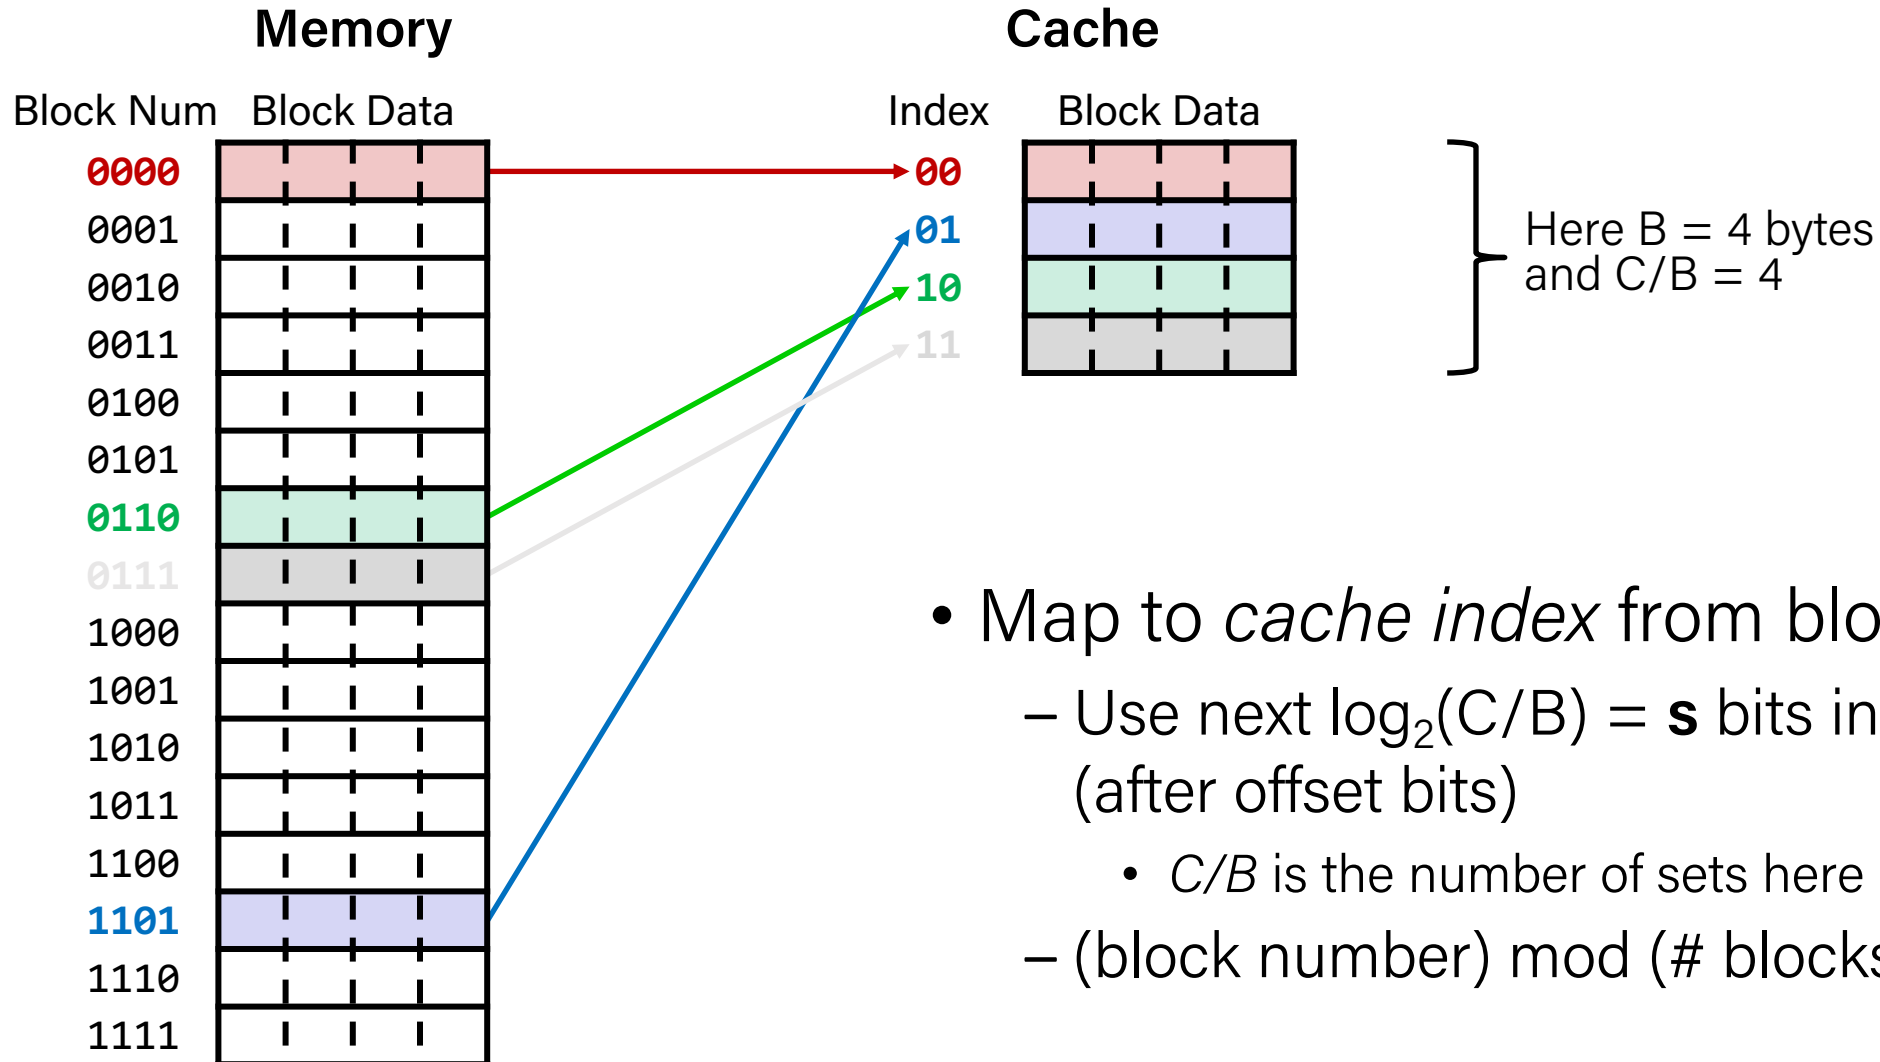 Memory
Cache
Block Num Block Data
Index Block Data
0000
0001
0010
0011
0100
0101
0110
0111
1000
1001
1010
1011
1100
1101
1110
1111
00
01
10
11
Here B = 4 bytes
and C/B = 4
• Map to cache index from
– Use next log₂(C/B) = s bits in
(after offset bits)
• C/B is the number of sets here
– (block number) mod (# blocks